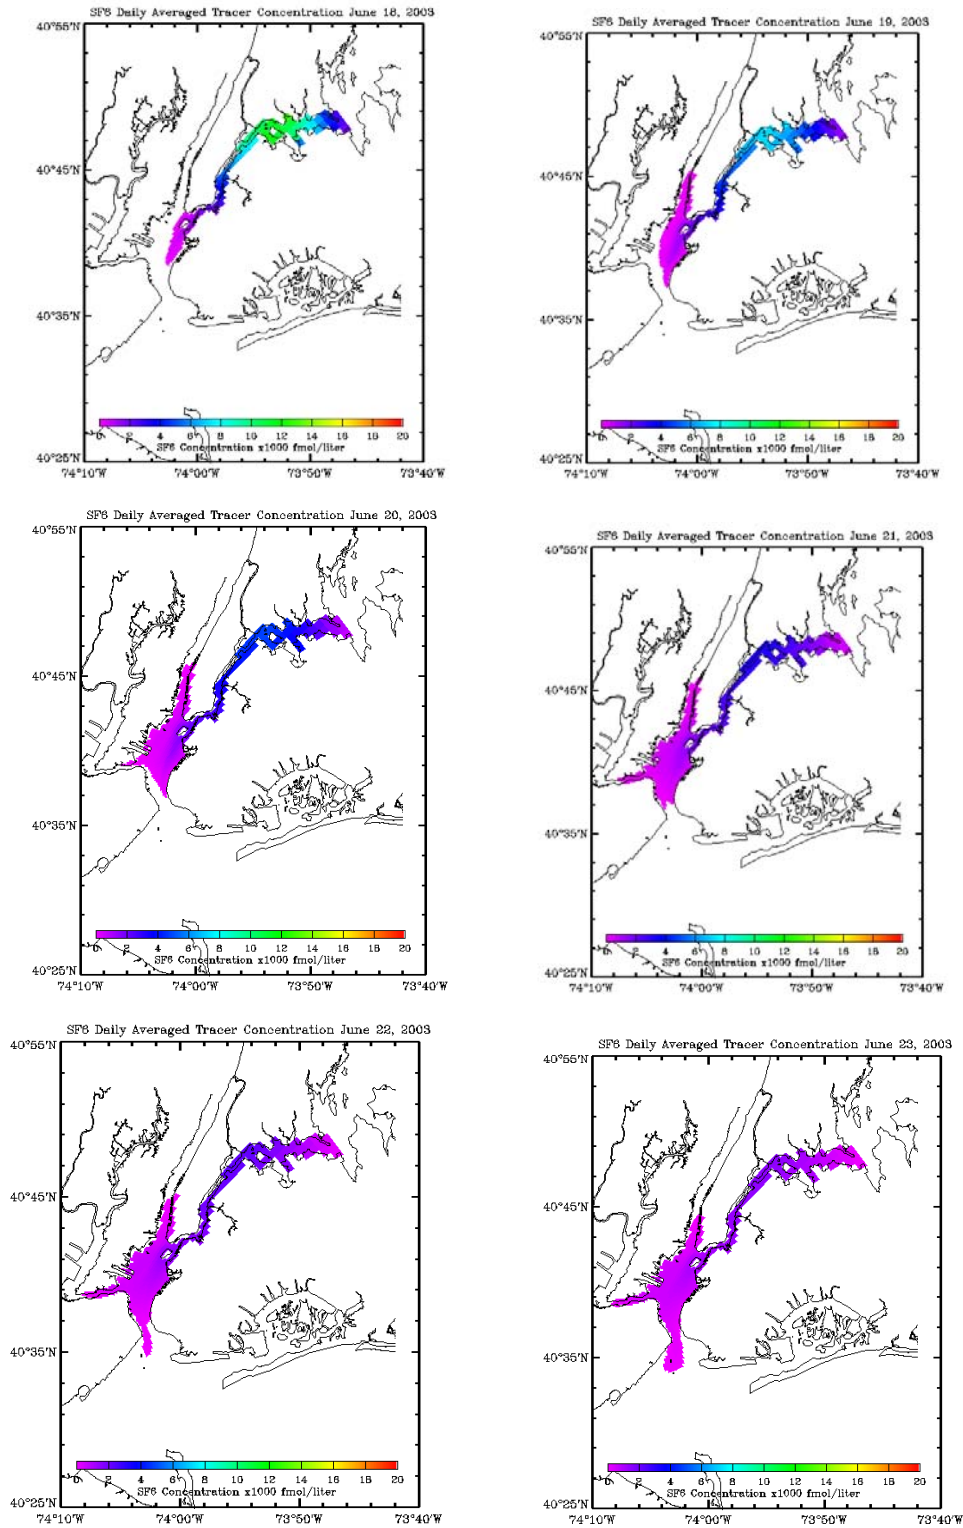 SF6 Daily Averaged Tracer Concentration June 18, 2003
40°55'N
40°45'N
40°35'N
0 2 4 6 8 10 12 14 16 18 20
SF6 Concentration x1000 fmol/liter
40°25'N
74°10'W 74°00'W 73°50'W 73°40'W
SF6 Daily Averaged Tracer Concentration June 19, 2003
40°55'N
40°45'N
40°35'N
0 2 4 6 8 10 12 14 16 18 20
SF6 Concentration x1000 fmol/liter
40°25'N
74°10'W 74°00'W 73°50'W 73°40'W
SF6 Daily Averaged Tracer Concentration June 20, 2003
40°55'N
40°45'N
40°35'N
0 2 4 6 8 10 12 14 16 18 20
SF6 Concentration x1000 fmol/liter
40°25'N
74°10'W 74°00'W 73°50'W 73°40'W
SF6 Daily Averaged Tracer Concentration June 21, 2003
40°55'N
40°45'N
40°35'N
0 2 4 6 8 10 12 14 16 18 20
SF6 Concentration x1000 fmol/liter
40°25'N
74°10'W 74°00'W 73°50'W 73°40'W
SF6 Daily Averaged Tracer Concentration June 22, 2003
40°55'N
40°45'N
40°35'N
0 2 4 6 8 10 12 14 16 18 20
SF6 Concentration x1000 fmol/liter
40°25'N
74°10'W 74°00'W 73°50'W 73°40'W
SF6 Daily Averaged Tracer Concentration June 23, 2003
40°55'N
40°45'N
40°35'N
0 2 4 6 8 10 12 14 16 18 20
SF6 Concentration x1000 fmol/liter
40°25'N
74°10'W 74°00'W 73°50'W 73°40'W